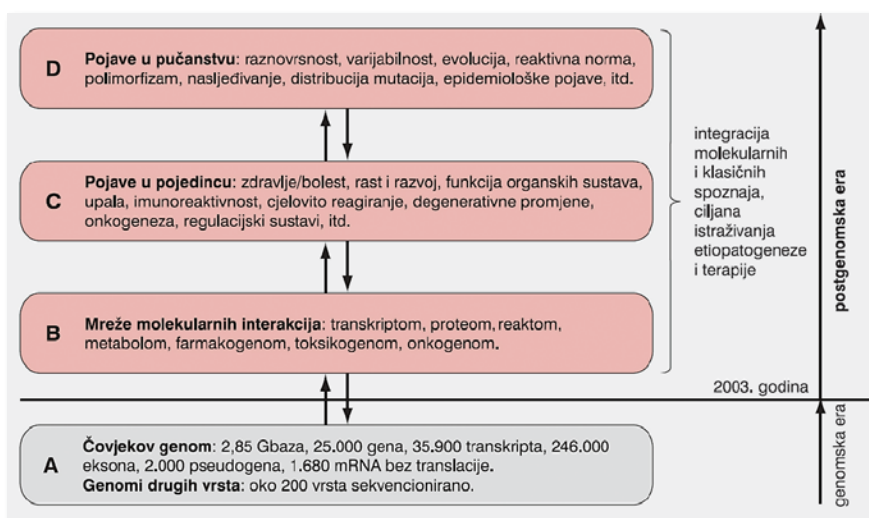 D
Pojave u pučanstvu: raznovrsnost, varijabilnost, evolucija, reaktivna norma,
polimorfizam, nasljeđivanje, distribucija mutacija, epidemiološke pojave, itd.
C
Pojave u pojedincu: zdravlje/bolest, rast i razvoj, funkcija organskih sustava,
upala, imunoreaktivnost, cjelovito reagiranje, degenerativne promjene,
onkogeneza, regulacijski sustavi, itd.
B
Mreže molekularnih interakcija: transkriptom, proteom, reaktom,
metabolom, farmakogenom, toksikogenom, onkogenom.
integracija
molekularnih
i klasičnih
spoznaja,
ciljana
istraživanja
etiopatogeneze
i terapije
postgenomska era
2003. godina
A
Čovjekov genom: 2,85 Gbaza, 25.000 gena, 35.900 transkripta, 246.000
eksona, 2.000 pseudogena, 1.680 mRNA bez translacije.
Genomi drugih vrsta: oko 200 vrsta sekvencionirano.
genomska era